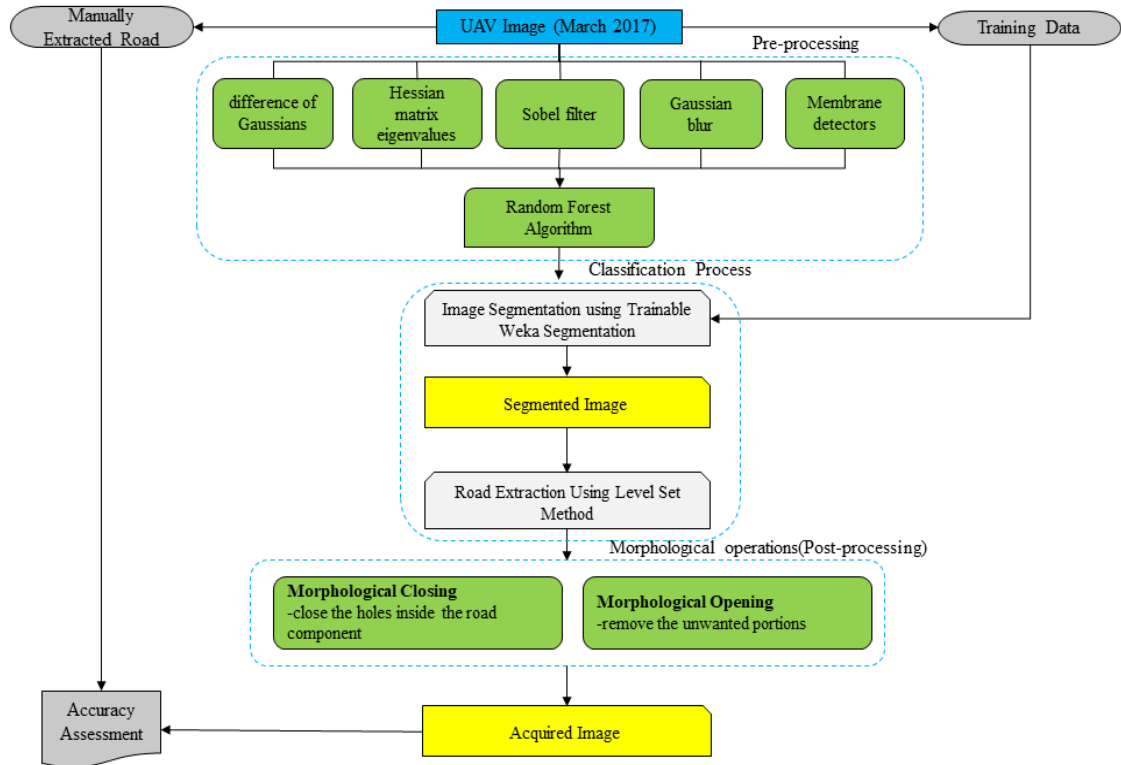 Manually
Extracted Road
UAV Image (March 2017)
Training Data
Pre-processing
difference of
Gaussians
Hessian
matrix
eigenvalues
Sobel filter
Gaussian
blur
Membrane
detectors
Random Forest
Algorithm
Classification Process
Image Segmentation using Trainable
Weka Segmentation
Segmented Image
Road Extraction Using Level Set
Method
Morphological operations(Post-processing)
Morphological Closing
-close the holes inside the road
component
Morphological Opening
-remove the unwanted portions
Accuracy
Assessment
Acquired Image